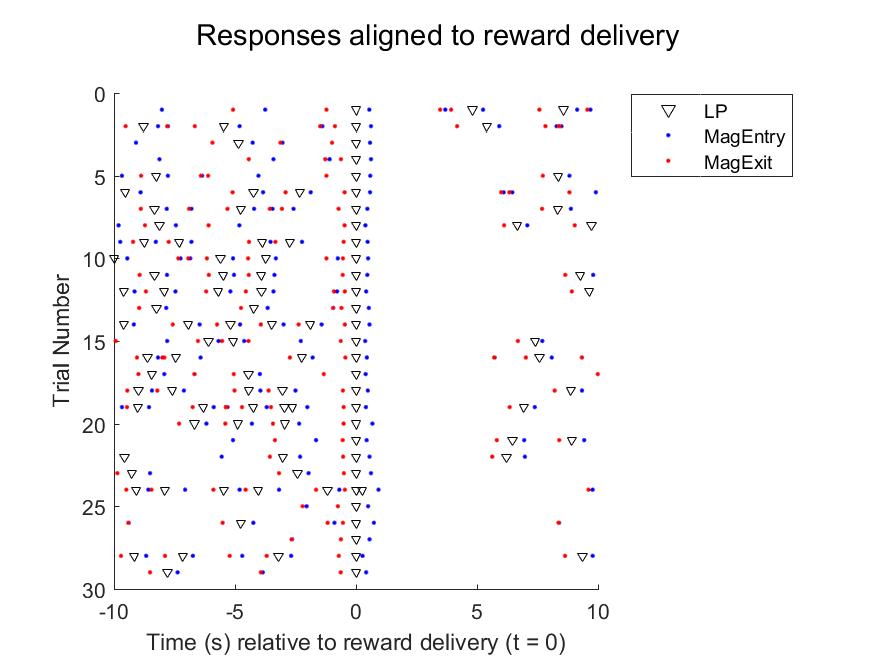 Responses aligned to reward delivery
LP
MagEntry
MagExit
0
5
10
15
20
25
30
Trial Number
-10
-5
0
5
10
Time (s) relative to reward delivery (t = 0)